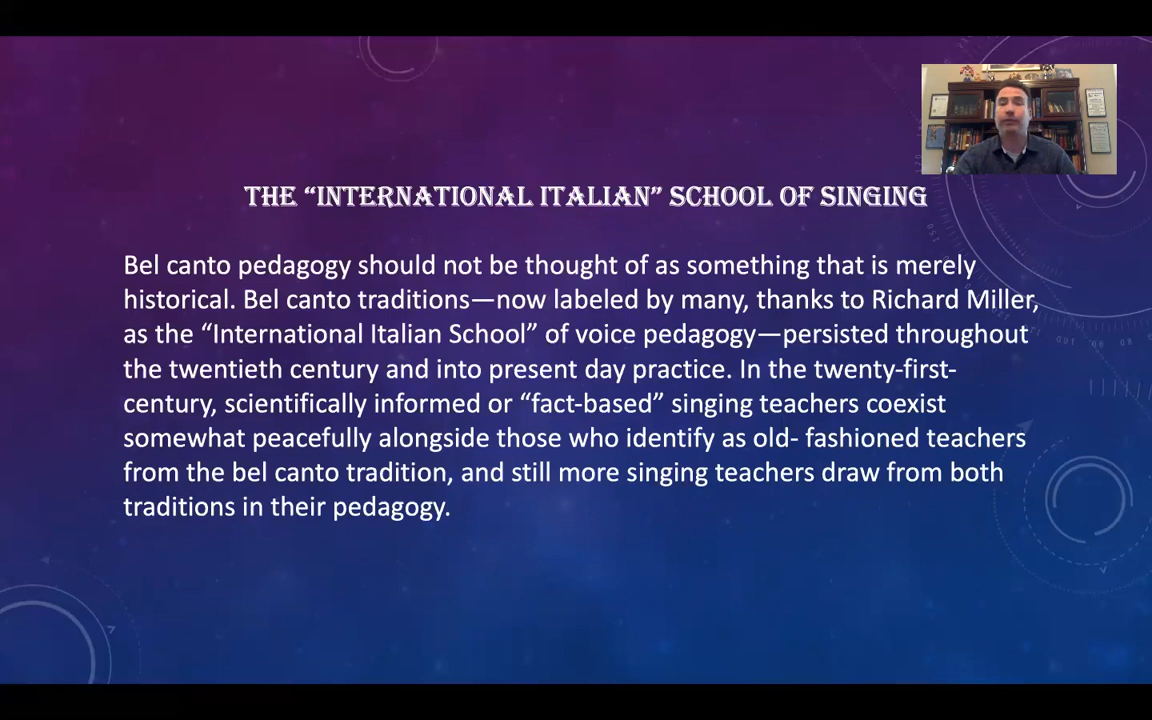 THE “INTERNATIONAL ITALIAN” SCHOOL OF SINGING
Bel canto pedagogy should not be thought of as something that is merely
historical. Bel canto traditions—now labeled by many, thanks to Richard Miller,
as the “International Italian School” of voice pedagogy—persisted throughout
the twentieth century and into present day practice. In the twenty-first-
century, scientifically informed or “fact-based” singing teachers coexist
somewhat peacefully alongside those who identify as old- fashioned teachers
from the bel canto tradition, and still more singing teachers draw from both
traditions in their pedagogy.